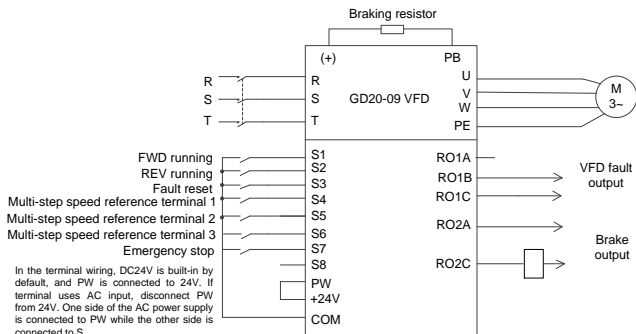 Braking resistor
(+) PB
R R U
S S GD20-09 VFD V
T T W
PE
M
3~
FWD running S1 RO1A
REV running S2 RO1B VFD fault
Fault reset S3 RO1C output
Multi-step speed reference terminal 1 S4
Multi-step speed reference terminal 2 S5 RO2A
Multi-step speed reference terminal 3 S6 Brake
Emergency stop S7 RO2C output
S8
PW
+24V
COM
In the terminal wiring, DC24V is built-in by
default, and PW is connected to 24V. If
terminal uses AC input, disconnect PW
from 24V. One side of the AC power supply
is connected to PW while the other side is
connected to S